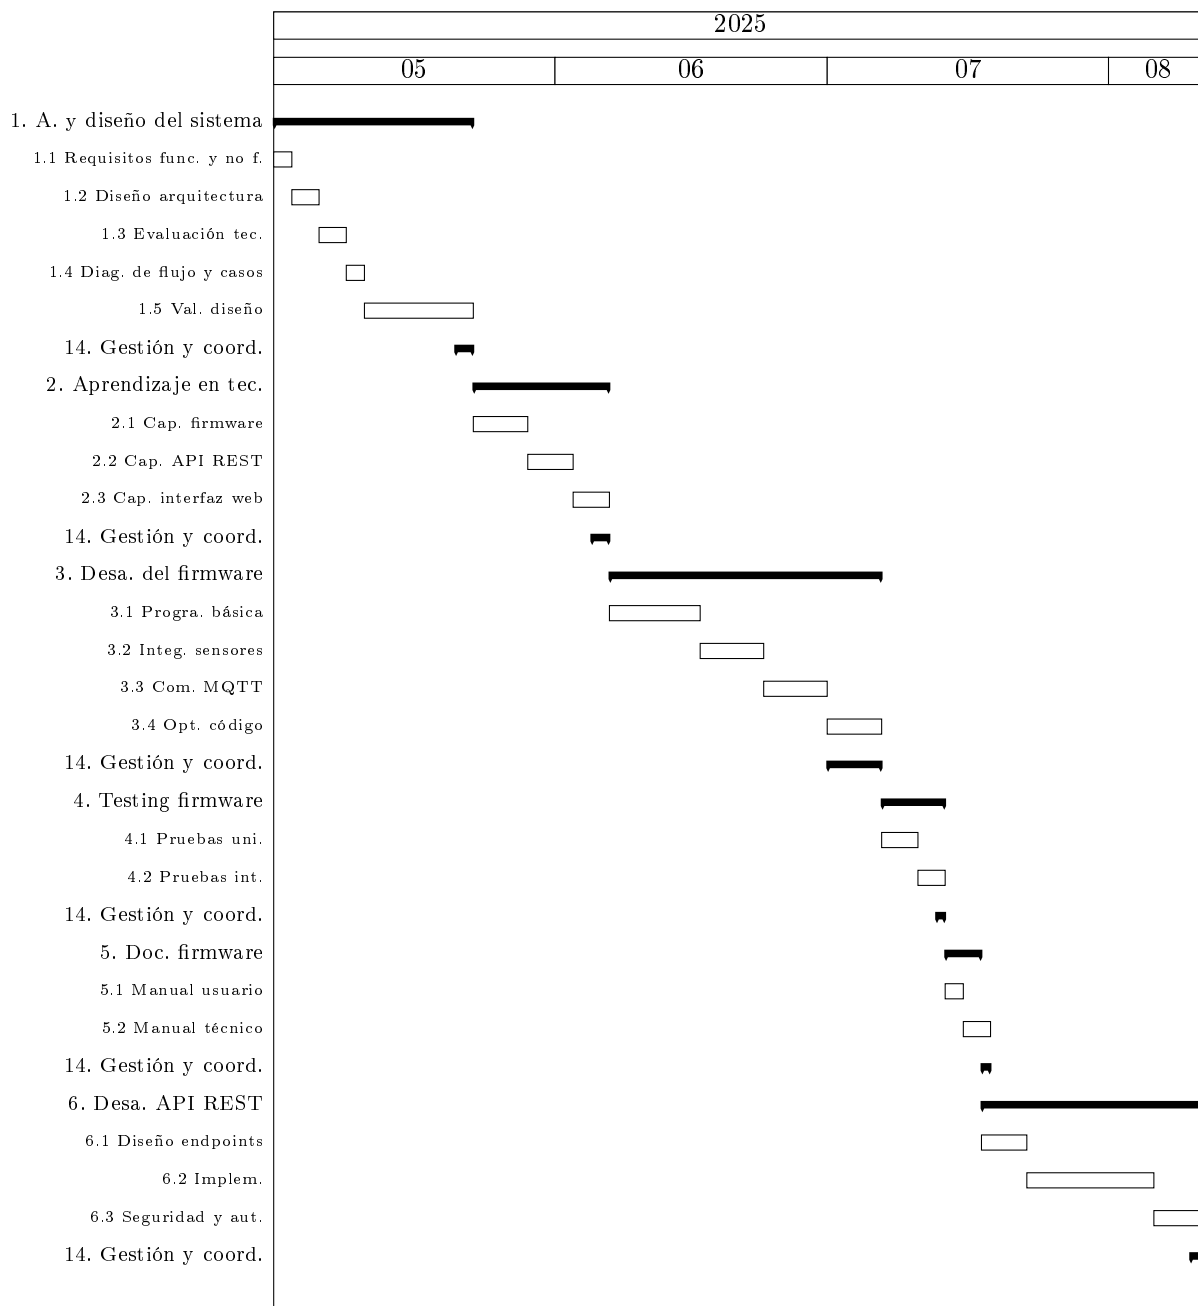 2025
05 06 07 08
1. A. y diseño del sistema
1.1 Requisitos func. y no f.
1.2 Diseño arquitectura
1.3 Evaluación tec.
1.4 Diag. de flujo y casos
1.5 Val. diseño
14. Gestión y coord.
2. Aprendizaje en tec.
2.1 Cap. firmware
2.2 Cap. API REST
2.3 Cap. interfaz web
14. Gestión y coord.
3. Desa. del firmware
3.1 Progra. básica
3.2 Integ. sensores
3.3 Com. MQTT
3.4 Opt. código
14. Gestión y coord.
4. Testing firmware
4.1 Pruebas uni.
4.2 Pruebas int.
14. Gestión y coord.
5. Doc. firmware
5.1 Manual usuario
5.2 Manual técnico
14. Gestión y coord.
6. Desa. API REST
6.1 Diseño endpoints
6.2 Implem.
6.3 Seguridad y aut.
14. Gestión y coord.